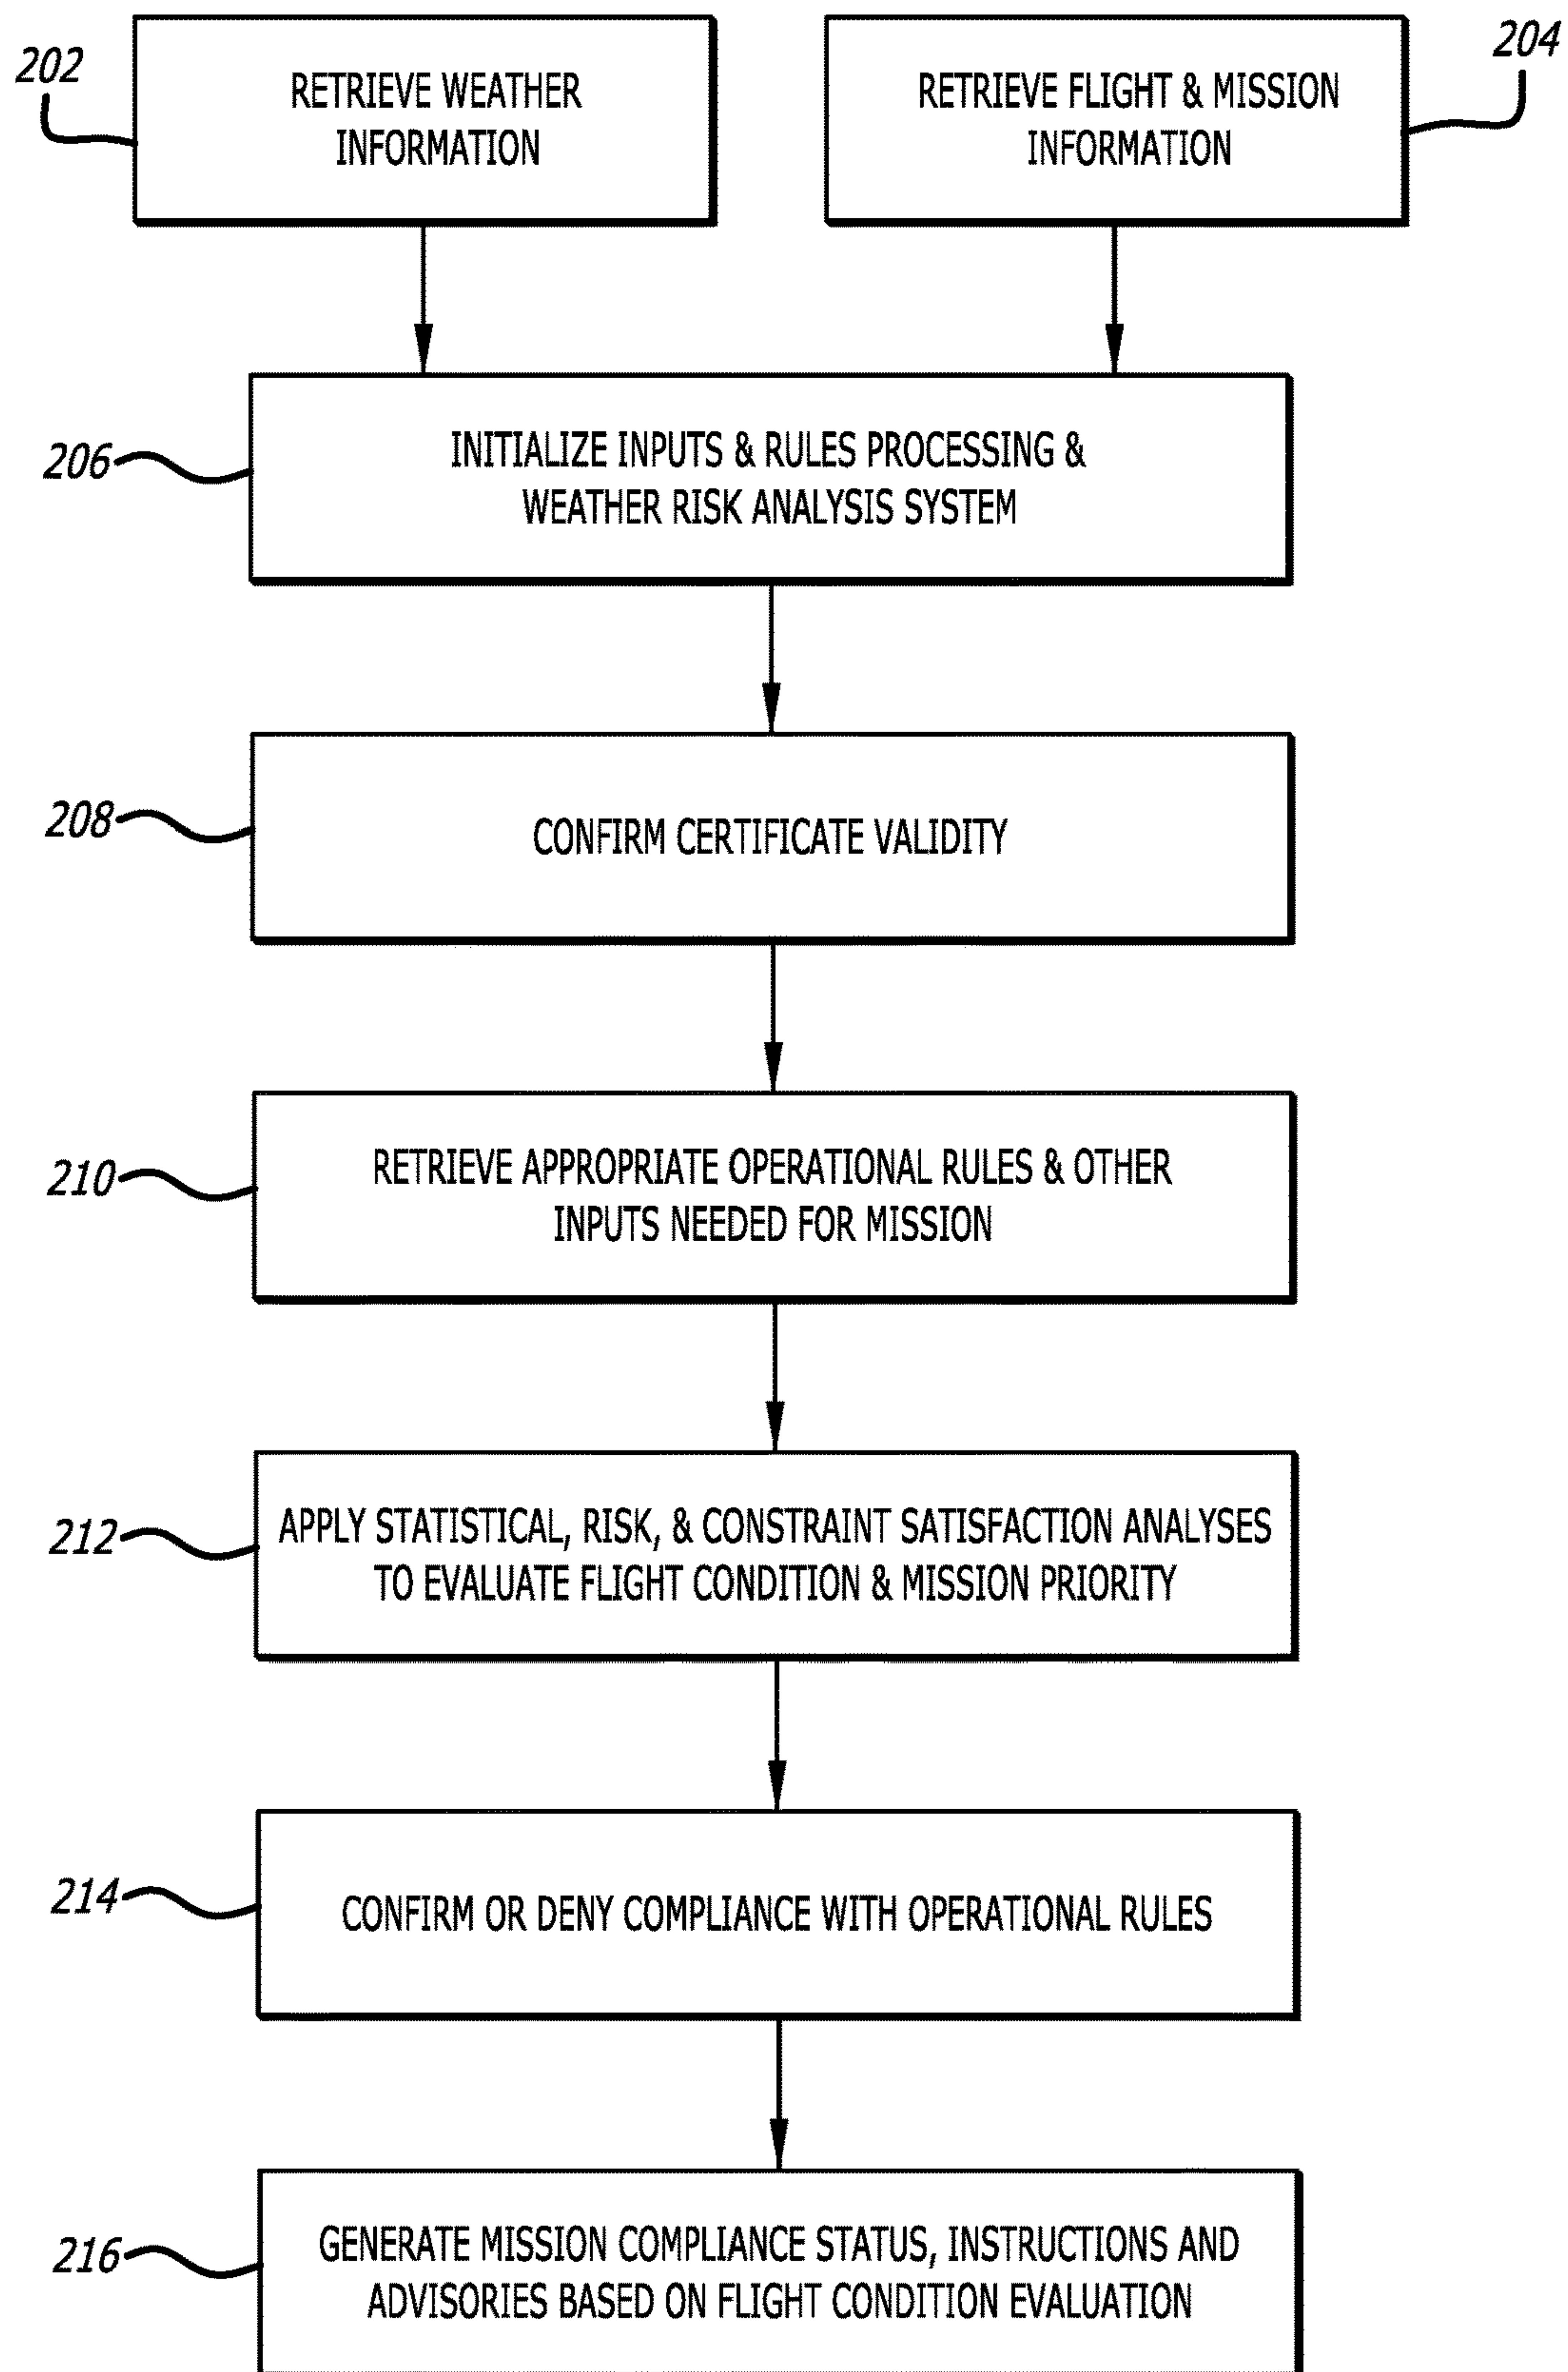 202
RETRIEVE WEATHER
INFORMATION
204
RETRIEVE FLIGHT & MISSION
INFORMATION
206
INITIALIZE INPUTS & RULES PROCESSING &
WEATHER RISK ANALYSIS SYSTEM
208
CONFIRM CERTIFICATE VALIDITY
210
RETRIEVE APPROPRIATE OPERATIONAL RULES & OTHER
INPUTS NEEDED FOR MISSION
212
APPLY STATISTICAL, RISK, & CONSTRAINT SATISFACTION ANALYSES
TO EVALUATE FLIGHT CONDITION & MISSION PRIORITY
214
CONFIRM OR DENY COMPLIANCE WITH OPERATIONAL RULES
216
GENERATE MISSION COMPLIANCE STATUS, INSTRUCTIONS AND
ADVISORIES BASED ON FLIGHT CONDITION EVALUATION